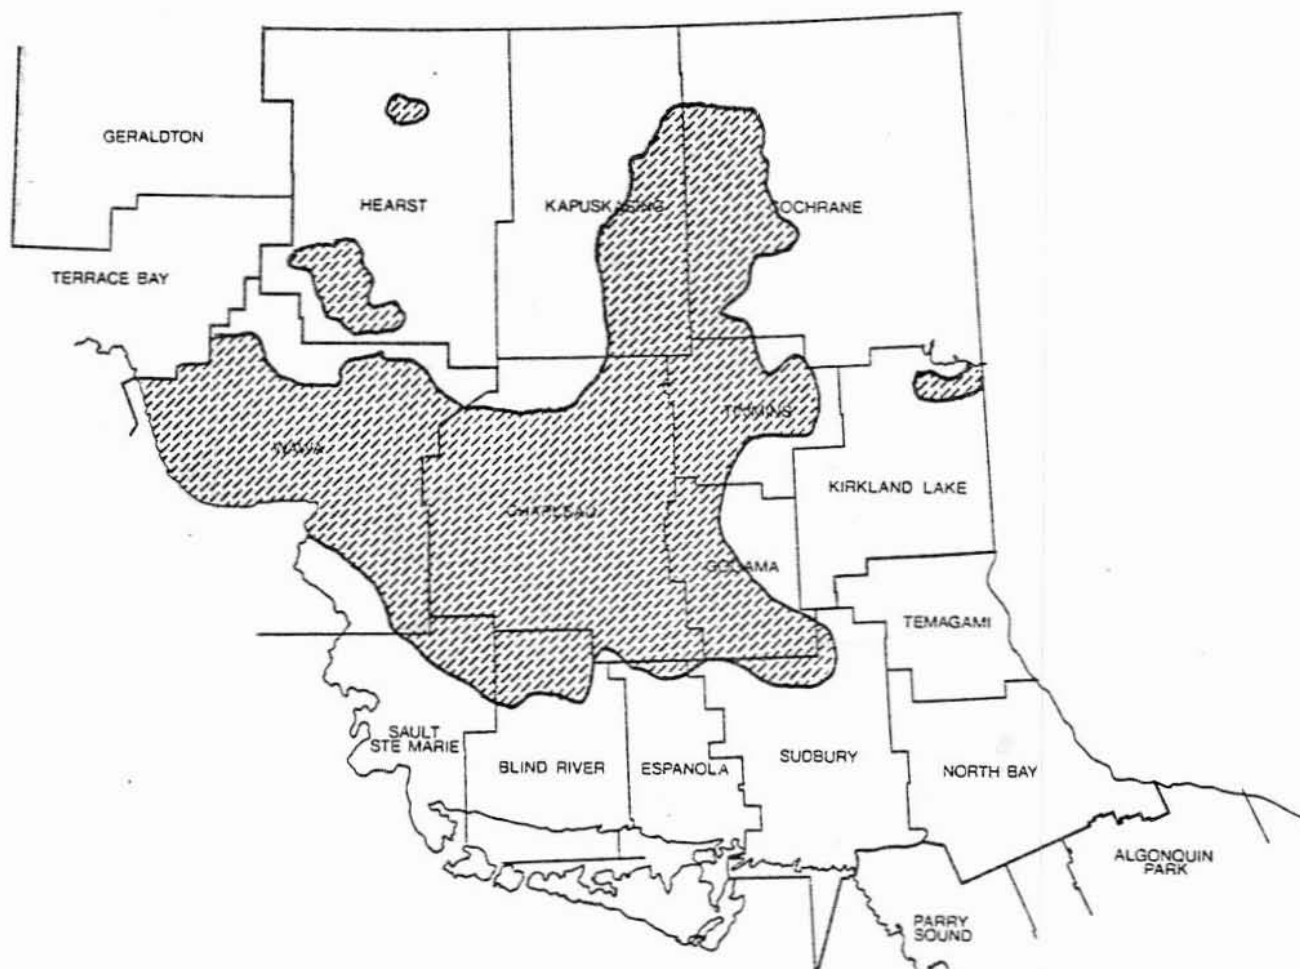 GERALDTON
HEARST
KAPUSKASING
COCHRANE
TERRACE BAY
WAWA
TIMMINS
CHAPLEAU
KIRKLAND LAKE
GOGAMA
TEMAGAMI
SAULT
STE MARIE
BLIND RIVER
ESPANOLA
SUDBURY
NORTH BAY
ALGONQUIN
PARK
PARRY
SOUND